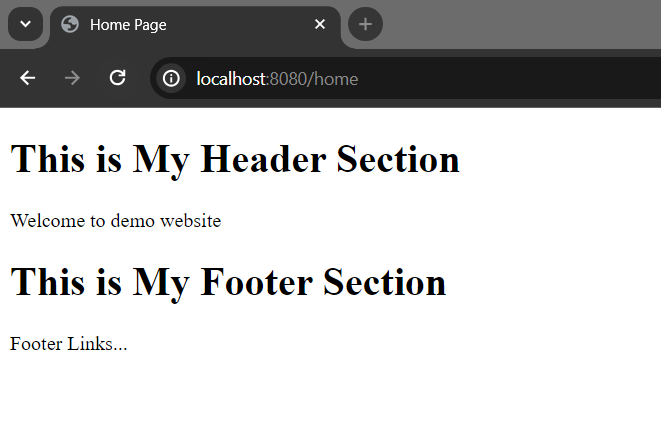 Home Page
localhost:8080/home
This is My Header Section
Welcome to demo website
This is My Footer Section
Footer Links...